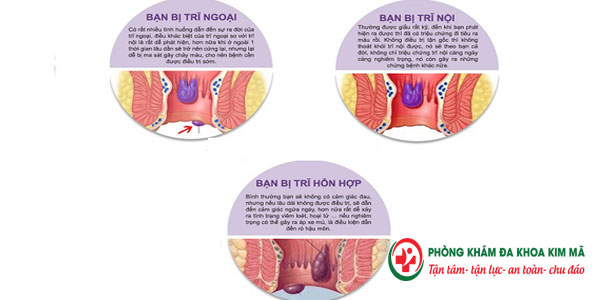 BẠN BỊ TRĨ NGOẠI
Có rất nhiều tình huống dẫn đến sự ra đời của
trĩ ngoại, điều khác biệt của trĩ ngoại so với trĩ
nội là rất dễ phát hiện, hơn nữa khi ở ngoài 1
thời gian lâu cần sẽ trở nên cứng lại, nhưng lại
dễ bị ma sát gây chảy máu, cho nên bệnh cần
được điều trị sớm.
BẠN BỊ TRĨ NỘI
Thường được giấu rất kỹ, đến khi bạn phát
hiện ra được thì đã có triệu chứng đi tiêu ra
máu rồi. Không điều trị tận gốc thì không
thoát khỏi trĩ nội được, nó sẽ theo bạn cả
đời, không chỉ triệu chứng trĩ nội càng ngày
càng nghiêm trọng, nó còn gây ra những
chứng bệnh khác nữa.
BẠN BỊ TRĨ HỖN HỢP
Bình thường bạn sẽ không có cảm giác đau,
nhưng nếu lâu dài không được điều trị, sẽ dẫn
đến cảm giác ngứa ngáy, hơn nữa rất dễ xảy
ra tình trạng viêm loét, hoại tử ... nếu nghiêm
trọng có thể gây ra áp xe mủ, là điều kiện dẫn
đến rò hậu môn.
PHÒNG KHÁM ĐA KHOA KIM MÃ
Tận tâm- tận lực- an toàn- chu đáo